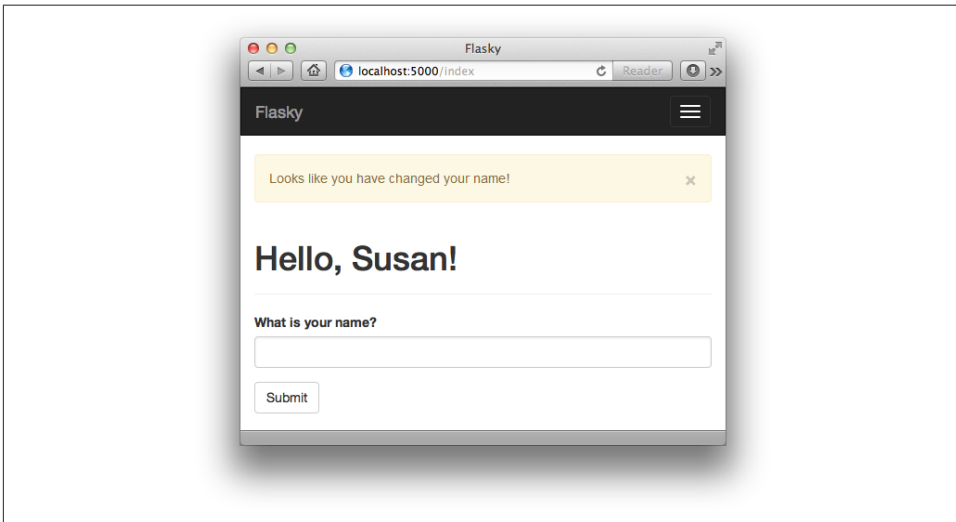 Flasky
localhost:5000/index
Reader
Flasky
Looks like you have changed your name!
×
Hello, Susan!
What is your name?
Submit